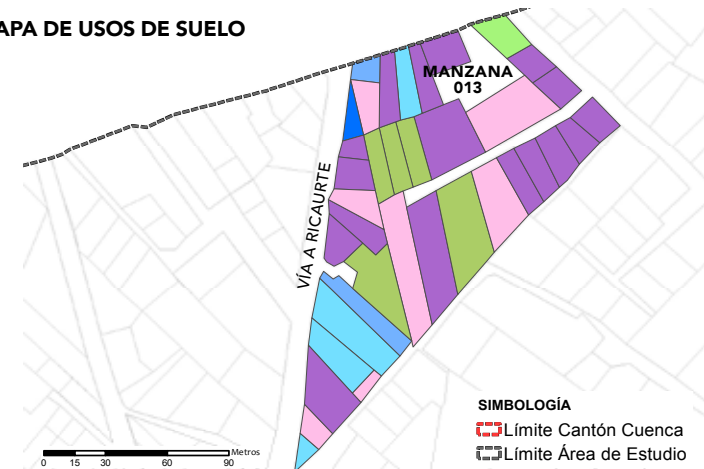 APA DE USOS DE SUELO
MANZANA
013
VÍA A RICAURTE
SIMBOLOGÍA
Límite Cantón Cuenca
Límite Área de Estudio
Metros
0 15 30 60 90